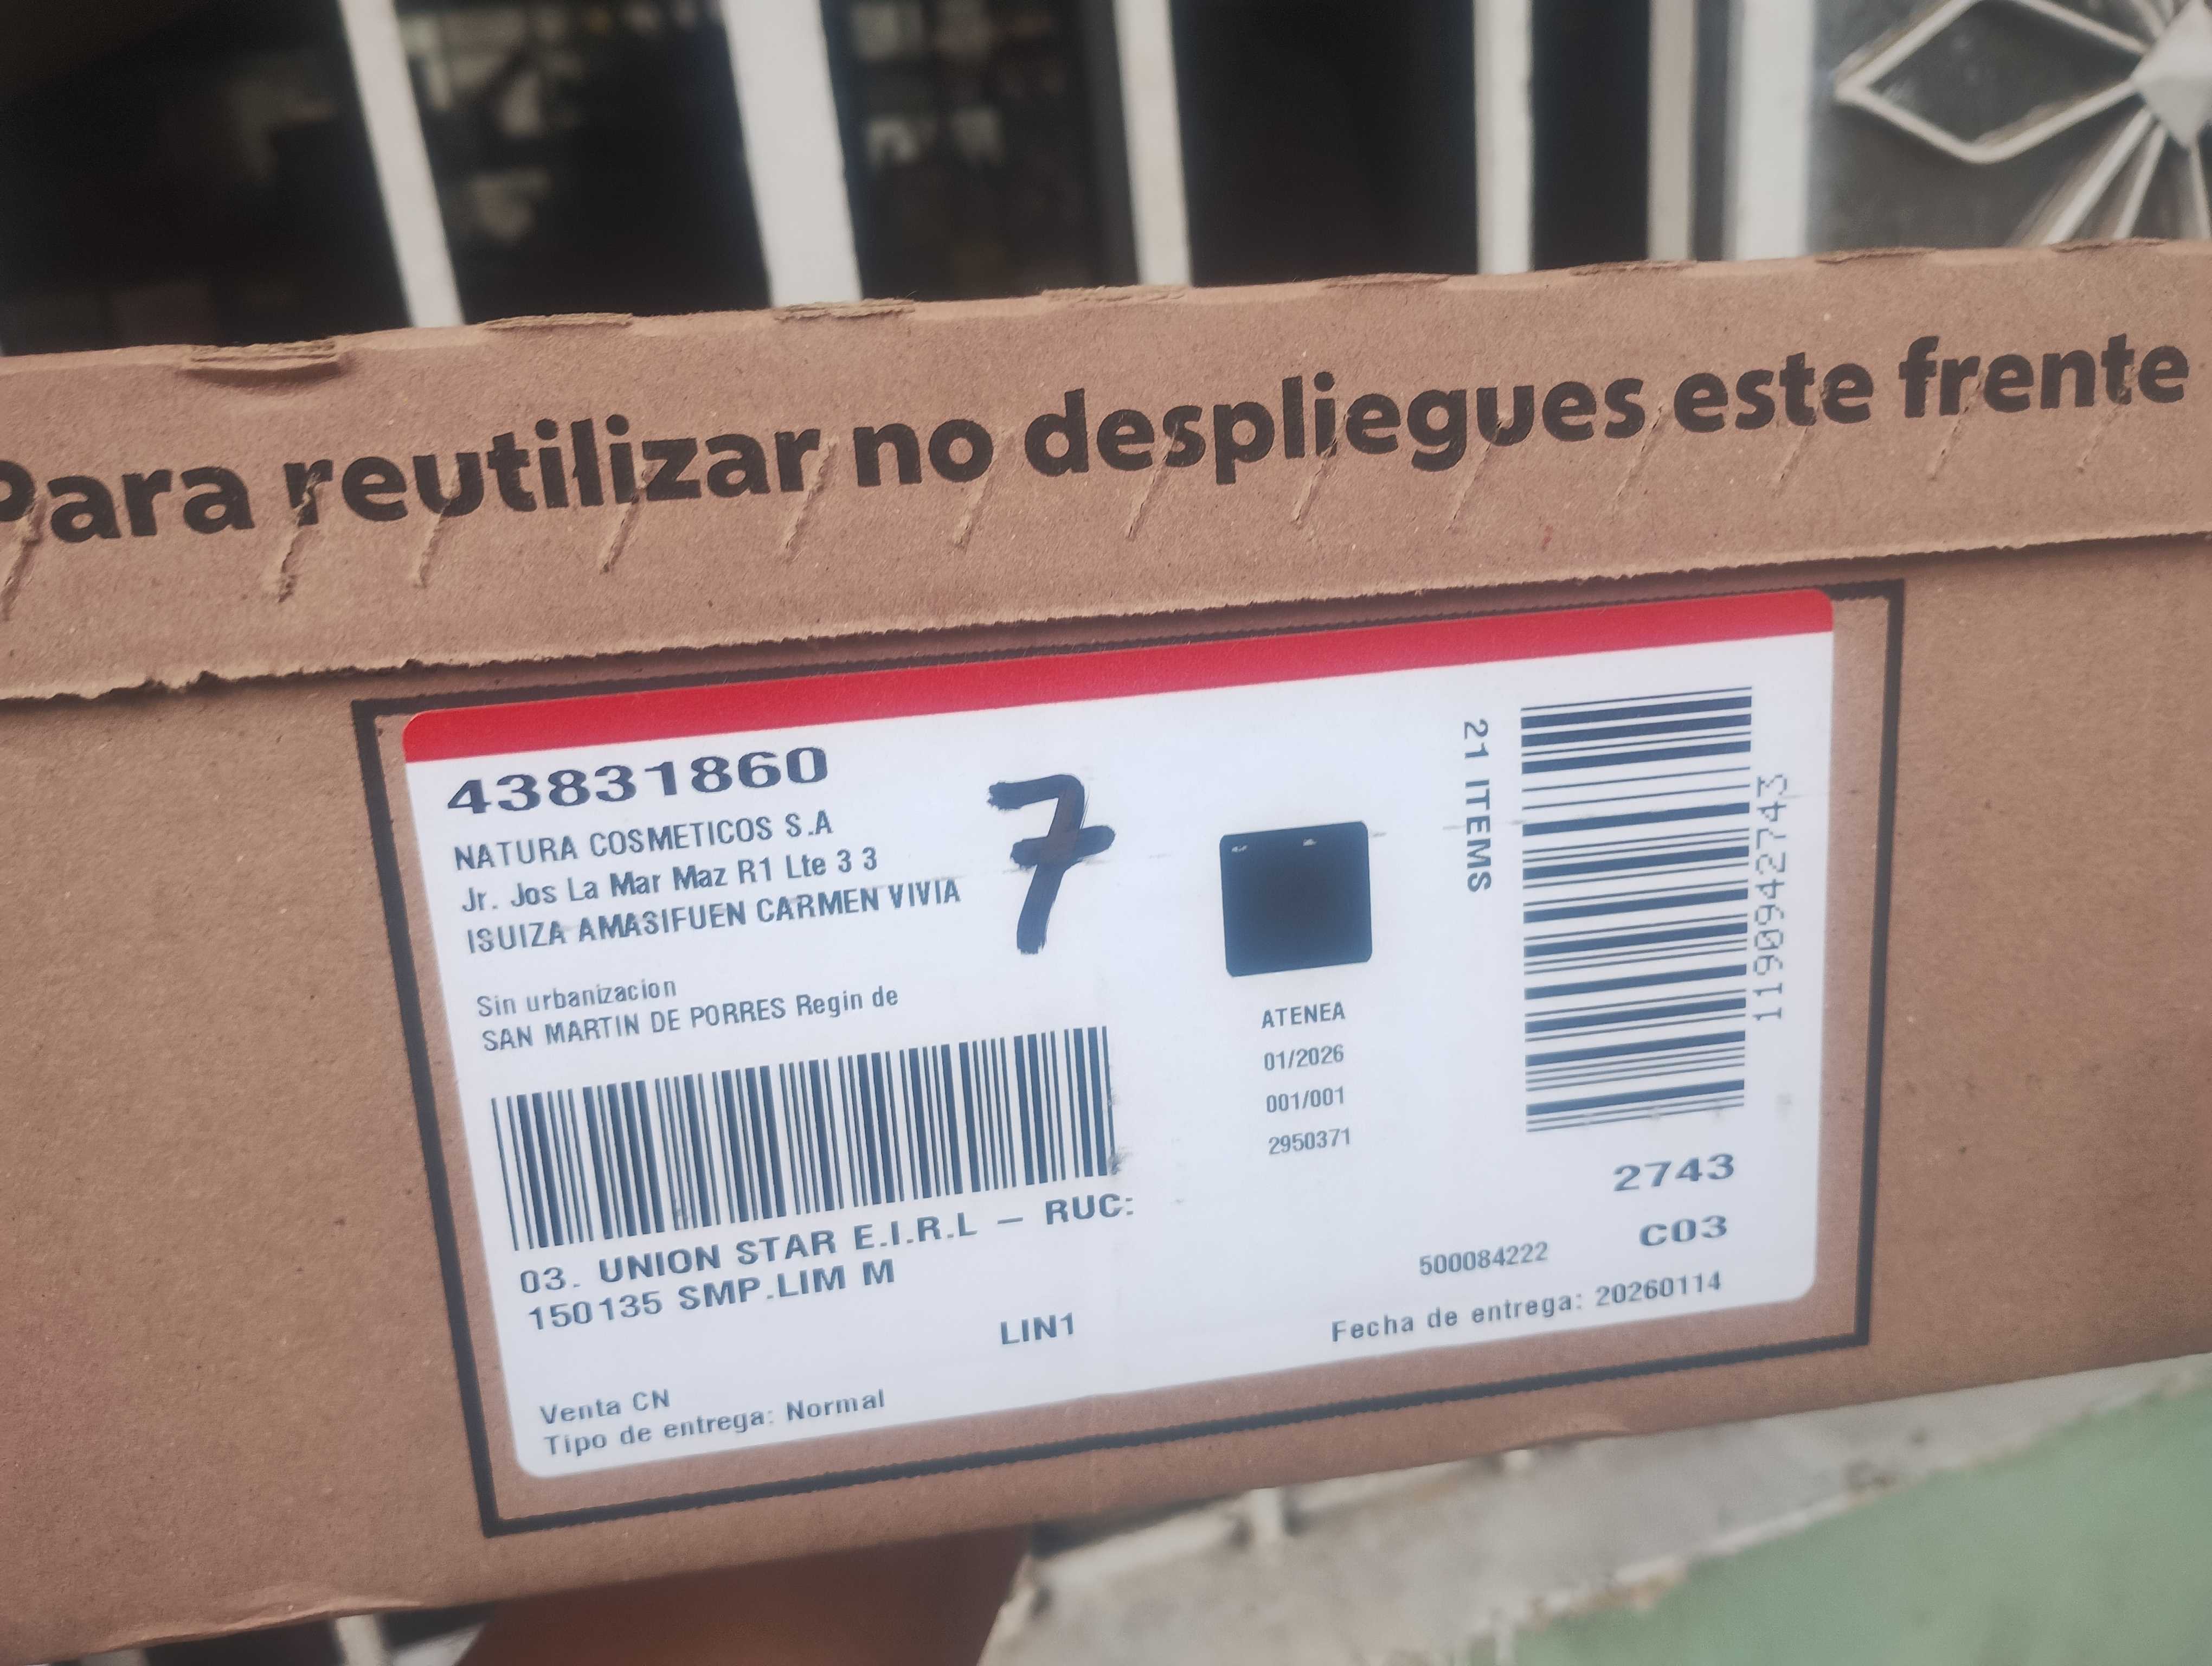 Para reutilizar no despliegues este frente
43831860
NATURA COSMETICOS S.A
Jr. Jos La Mar Maz R1 Lte 3 3
ISUIZA AMASIFUEN CARMEN VIVIA
7
Sin urbanizacion
SAN MARTIN DE PORRES Regin de
03. UNION STAR E.I.R.L – RUC:
150135 SMP.LIM M
LIN1
Venta CN
Tipo de entrega: Normal
ATENEA
01/2026
001/001
2950371
21 ITEMS
1190942743
2743
C03
500084222
Fecha de entrega: 20260114